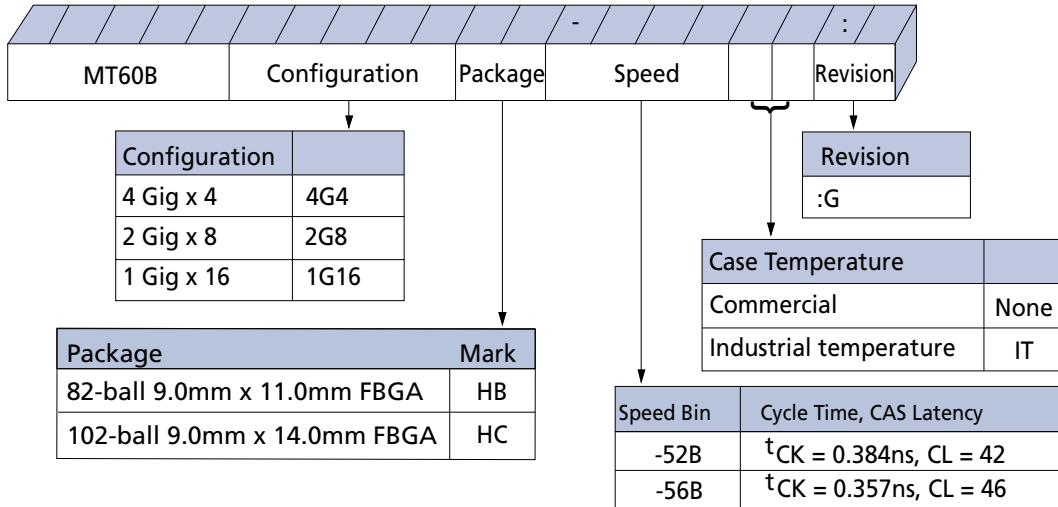 - :
MT60B Configuration Package Speed Revision
Configuration
4 Gig x 4 4G4
2 Gig x 8 2G8
1 Gig x 16 1G16
Revision
:G
Case Temperature
Commercial None
Industrial temperature IT
Package Mark
82-ball 9.0mm x 11.0mm FBGA HB
102-ball 9.0mm x 14.0mm FBGA HC
Speed Bin Cycle Time, CAS Latency
-52B tCK = 0.384ns, CL = 42
-56B tCK = 0.357ns, CL = 46